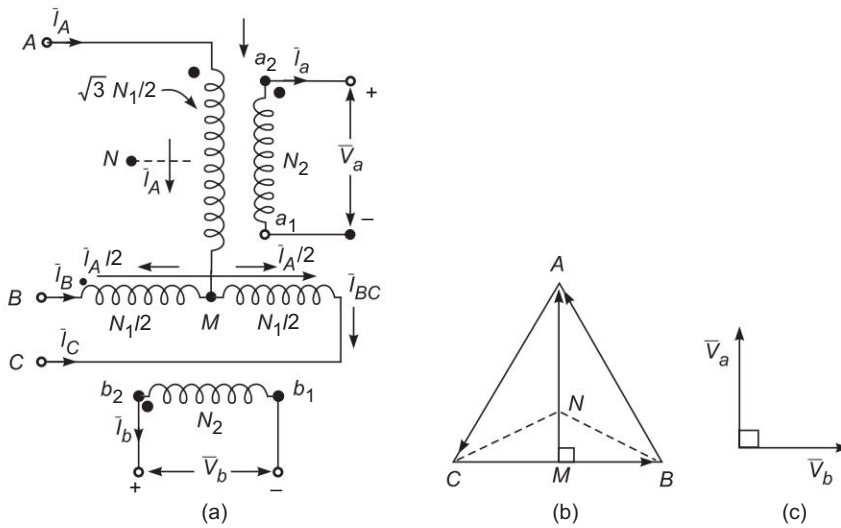 Ī_A
A
a₂
Ī_a
+
√3 N₁/2
N₂
V̄_a
N
Ī_A
a₁
–
Ī_A/2
Ī_A/2
Ī_B
Ī_BC
B
N₁/2
M
N₁/2
C
Ī_C
b₂
b₁
N₂
Ī_b
V̄_b
+
–
(a)
A
N
C
M
B
(b)
V̄_a
V̄_b
(c)